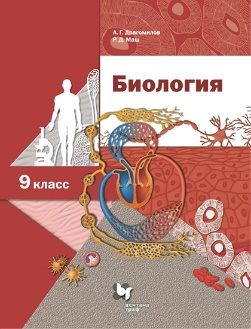 А. Г. Драгомилов
Р. Д. Маш
Биология
9 класс
вентана
граф